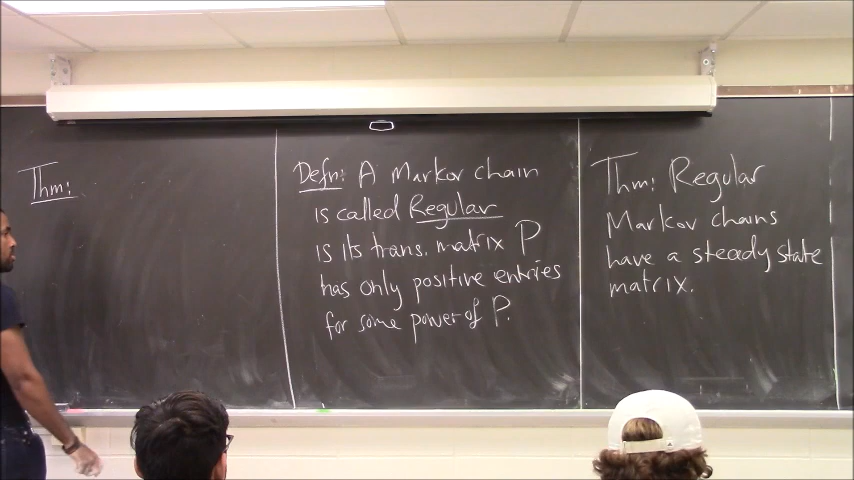 Thm:
Defn: A Markov chain
is called Regular
is its trans. matrix P
has only positive entries
for some power of P.
Thm: Regular
Markov chains
have a steady state
matrix.